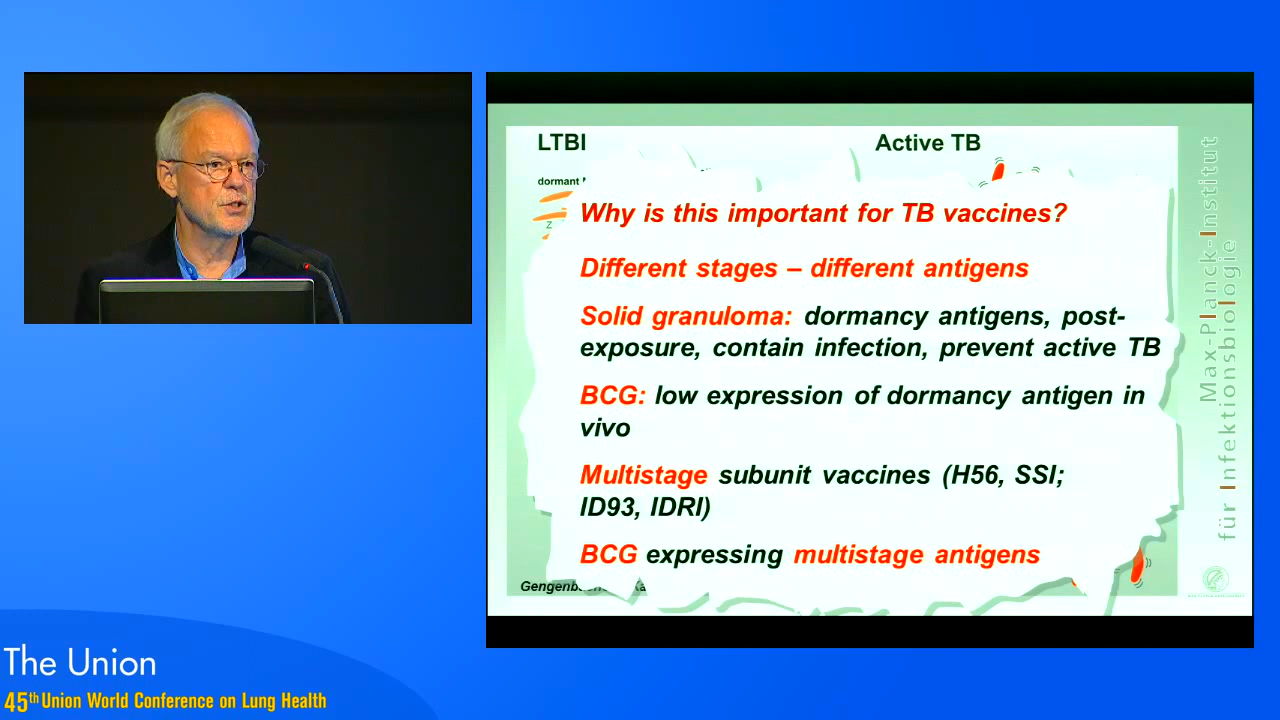 LTBI
Active TB
dormant
Why is this important for TB vaccines?
Different stages – different antigens
Solid granuloma: dormancy antigens, post-
exposure, contain infection, prevent active TB
BCG: low expression of dormancy antigen in
vivo
Multistage subunit vaccines (H56, SSI;
ID93, IDRI)
BCG expressing multistage antigens
Max-Planck-Institut
für Infektionsbiologie
The Union
45th Union World Conference on Lung Health